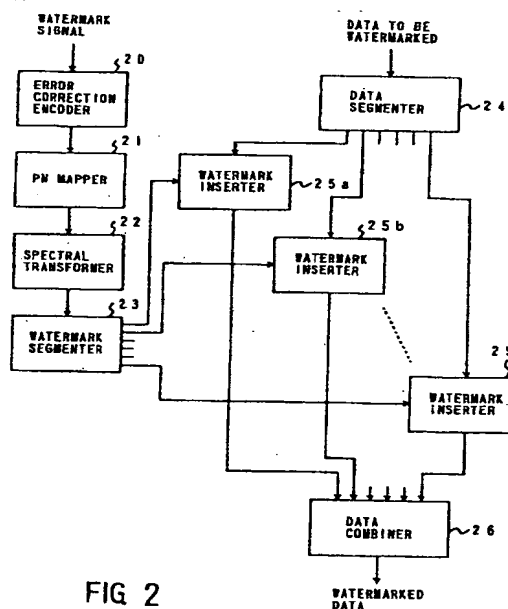 WATERMARK
SIGNAL
20
ERROR
CORRECTION
ENCODER
21
PN MAPPER
22
SPECTRAL
TRANSFORMER
23
WATERMARK
SEGMENTER
DATA TO BE
WATERMARKED
DATA
SEGMENTER
24
WATERMARK
INSERTER
25a
25b
WATERMARK
INSERTER
25
WATERMARK
INSERTER
DATA
COMBINER
26
WATERMARKED
DATA
FIG 2